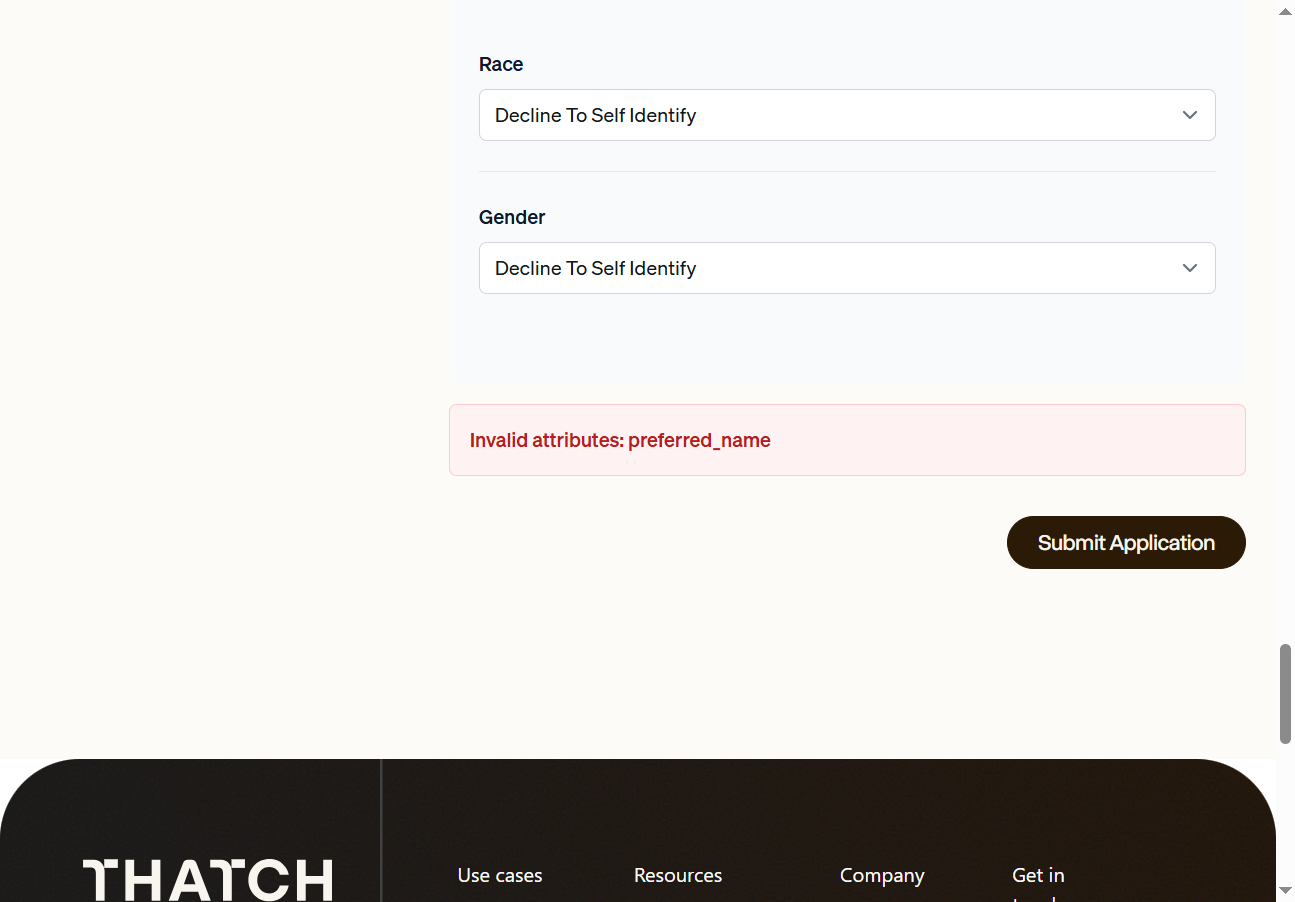 Race
Decline To Self Identify
Gender
Decline To Self Identify
Invalid attributes: preferred_name
Submit Application
THATCH
Use cases
Resources
Company
Get in